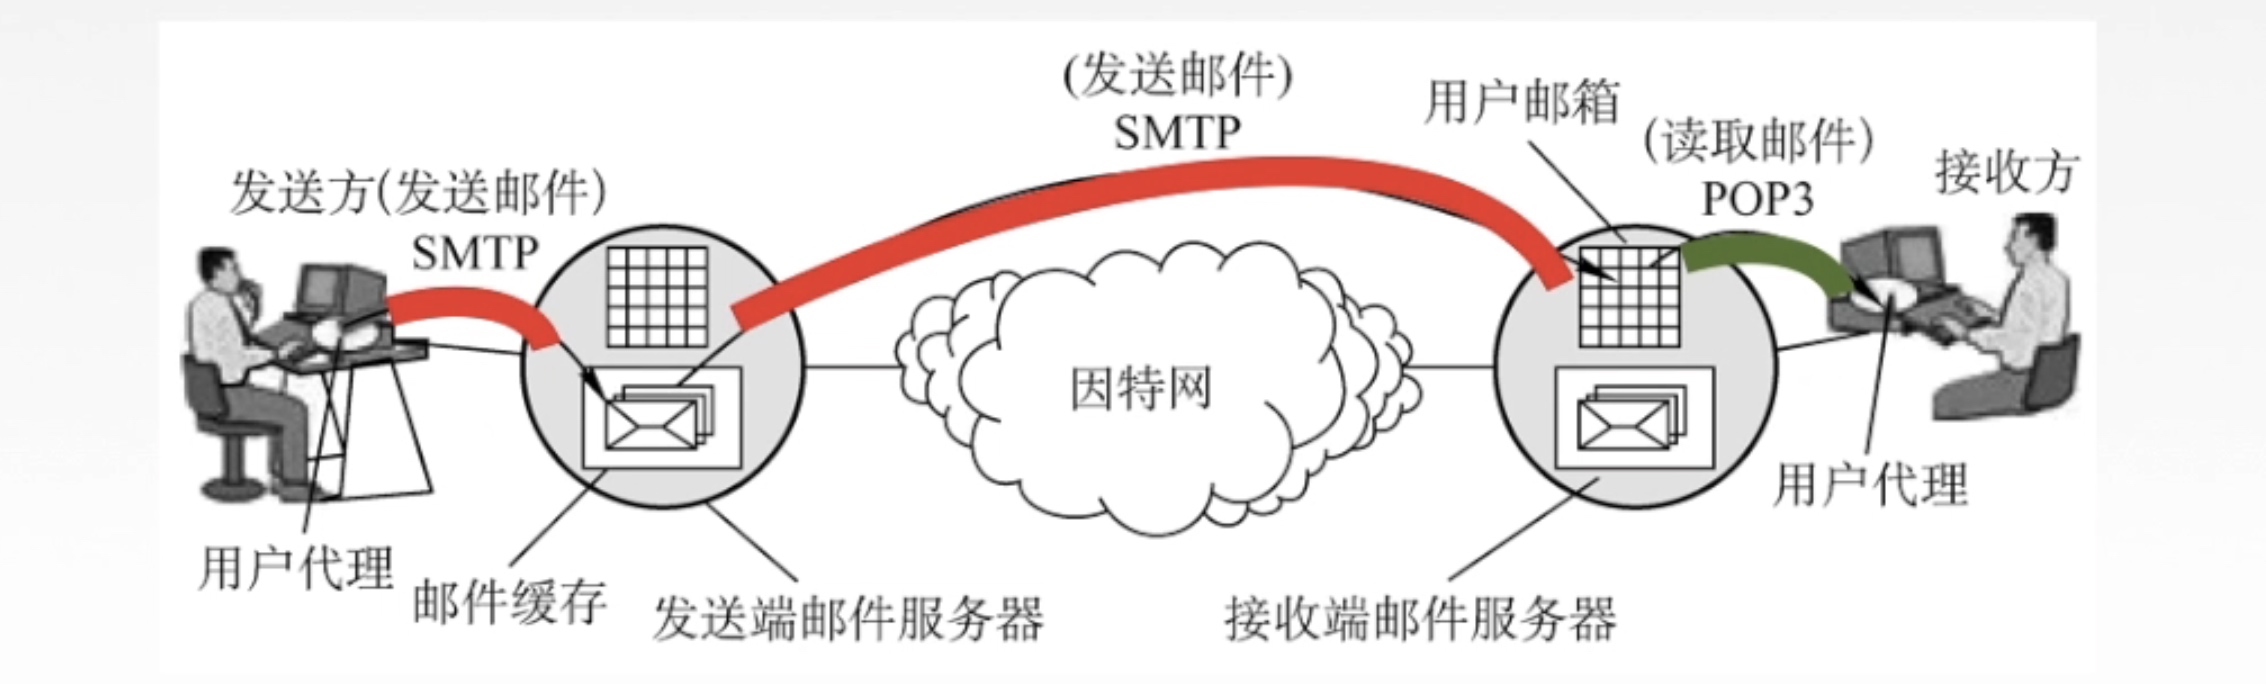 (发送邮件)
SMTP
用户邮箱
(读取邮件)
POP3
接收方
发送方(发送邮件)
SMTP
因特网
用户代理
用户代理
邮件缓存
发送端邮件服务器
接收端邮件服务器